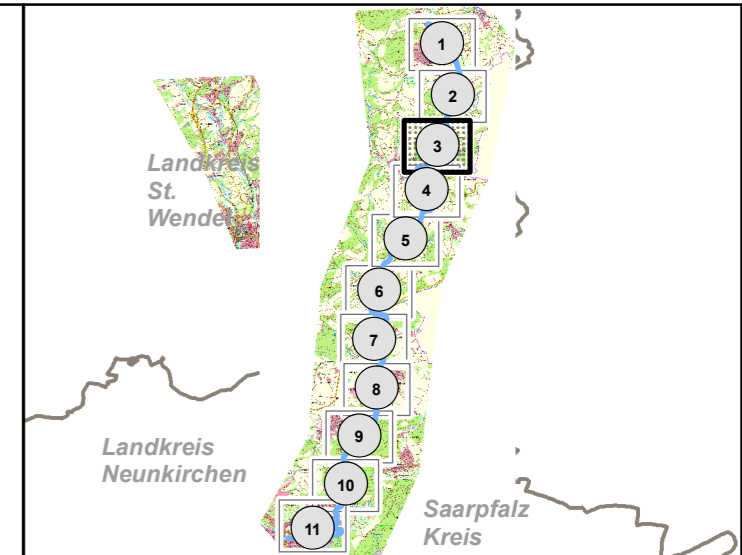 1
2
3
4
5
6
7
8
9
10
11
Landkreis
St.
Wendel
Landkreis
Neunkirchen
Saarpfalz
Kreis